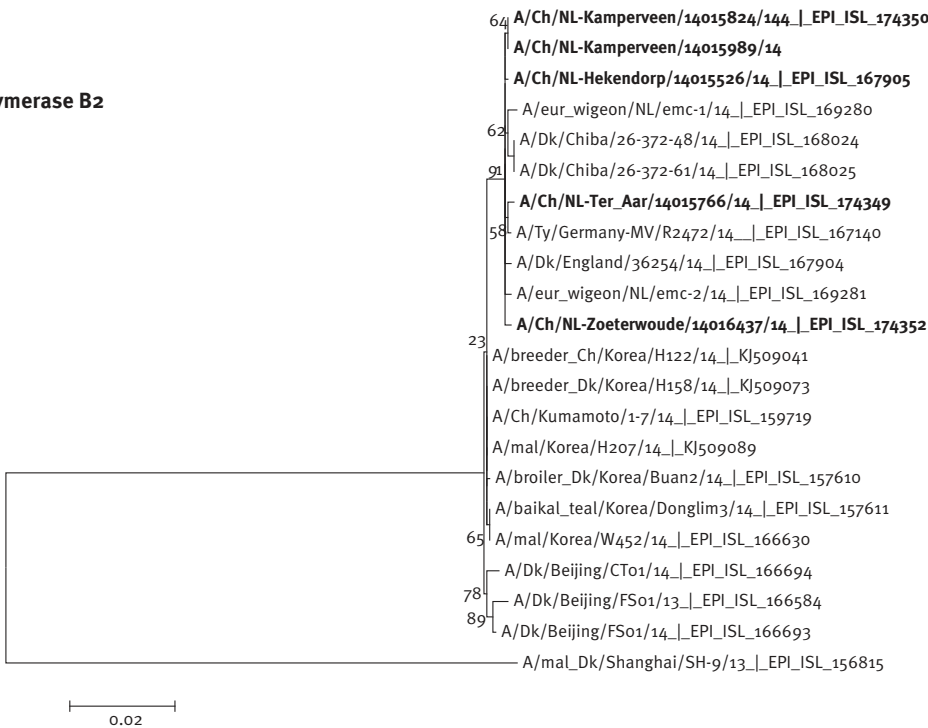 64
A/Ch/NL-Kamperveen/14015824/144_|_EPI_ISL_174350
A/Ch/NL-Kamperveen/14015989/14
A/Ch/NL-Hekendorp/14015526/14_|_EPI_ISL_167905
ymerase B2
A/eur_wigeon/NL/emc-1/14_|_EPI_ISL_169280
62
A/Dk/Chiba/26-372-48/14_|_EPI_ISL_168024
91
A/Dk/Chiba/26-372-61/14_|_EPI_ISL_168025
A/Ch/NL-Ter_Aar/14015766/14_|_EPI_ISL_174349
58
A/Ty/Germany-MV/R2472/14__|_EPI_ISL_167140
A/Dk/England/36254/14_|_EPI_ISL_167904
A/eur_wigeon/NL/emc-2/14_|_EPI_ISL_169281
A/Ch/NL-Zoeterwoude/14016437/14_|_EPI_ISL_174352
23
A/breeder_Ch/Korea/H122/14_|_KJ509041
A/breeder_Dk/Korea/H158/14_|_KJ509073
A/Ch/Kumamoto/1-7/14_|_EPI_ISL_159719
A/mal/Korea/H207/14_|_KJ509089
A/broiler_Dk/Korea/Buan2/14_|_EPI_ISL_157610
A/baikal_teal/Korea/Donglim3/14_|_EPI_ISL_157611
65
A/mal/Korea/W452/14_|_EPI_ISL_166630
A/Dk/Beijing/CT01/14_|_EPI_ISL_166694
78
A/Dk/Beijing/FS01/13_|_EPI_ISL_166584
89
A/Dk/Beijing/FS01/14_|_EPI_ISL_166693
A/mal_Dk/Shanghai/SH-9/13_|_EPI_ISL_156815
0.02